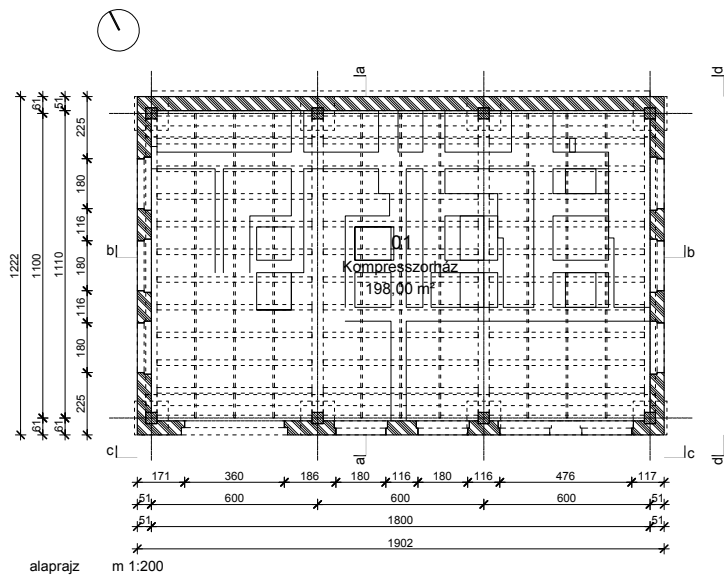 a
d
61
51
225
180
116
1222
1100
1110
180
116
180
225
61
61
b
01
b
Kompresszorház
198,00 m²
c
a
d
c
171 360 186 180 116 180 116 476 117
51 600 600 600 51
51 1800 51
1902
alaprajz m 1:200